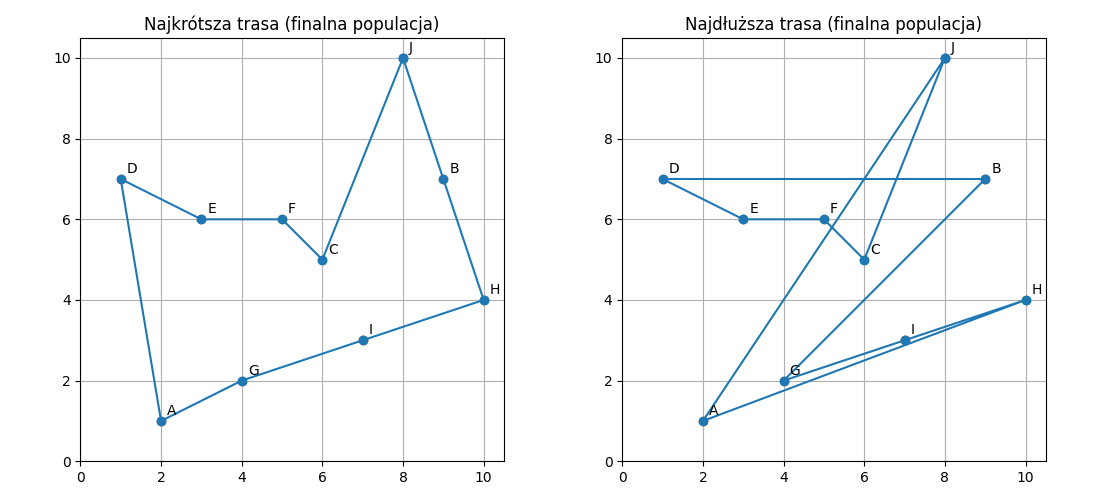 Najkrótsza trasa (finalna populacja)
10
8
6
4
2
0
0 2 4 6 8 10
J
D
B
E
F
C
H
I
G
A
Najdłuższa trasa (finalna populacja)
10
8
6
4
2
0
0 2 4 6 8 10
J
D
B
E
F
C
H
I
G
A